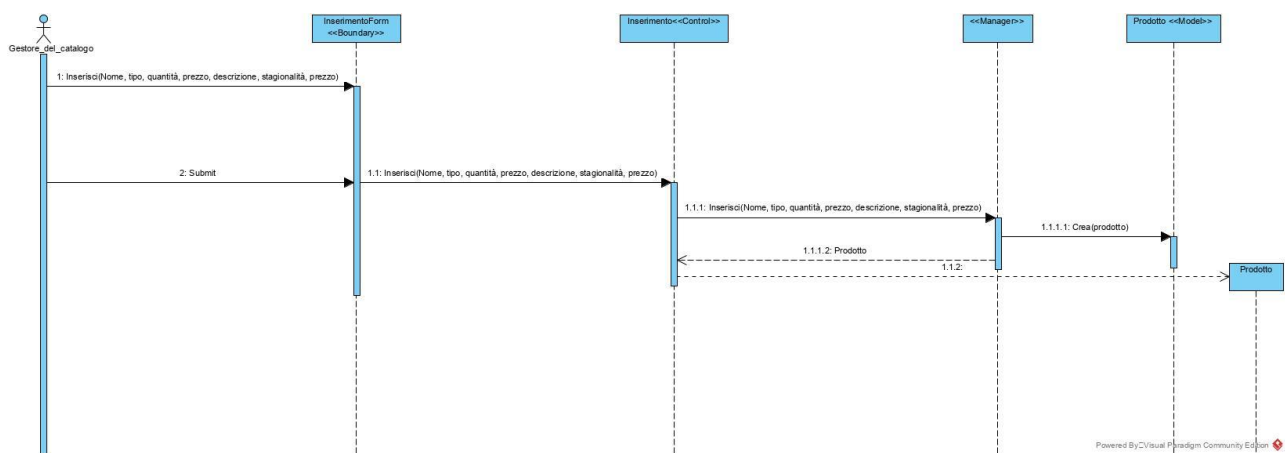 InserimentoForm
<<Boundary>>
Inserimento<<Control>>
<<Manager>>
Prodotto <<Model>>
Gestore_del_catalogo
1: Inserisci(Nome, tipo, quantità, prezzo, descrizione, stagionalità, prezzo)
2: Submit
1.1: Inserisci(Nome, tipo, quantità, prezzo, descrizione, stagionalità, prezzo)
1.1.1: Inserisci(Nome, tipo, quantità, prezzo, descrizione, stagionalità, prezzo)
1.1.1.1: Crea(prodotto)
1.1.1.2: Prodotto
1.1.2:
Prodotto
Powered By Visual Paradigm Community Edition